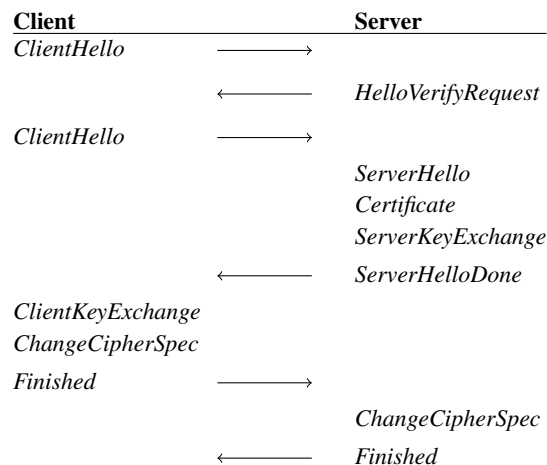 Client Server
ClientHello
HelloVerifyRequest
ClientHello
ServerHello
Certificate
ServerKeyExchange
ServerHelloDone
ClientKeyExchange
ChangeCipherSpec
Finished
ChangeCipherSpec
Finished